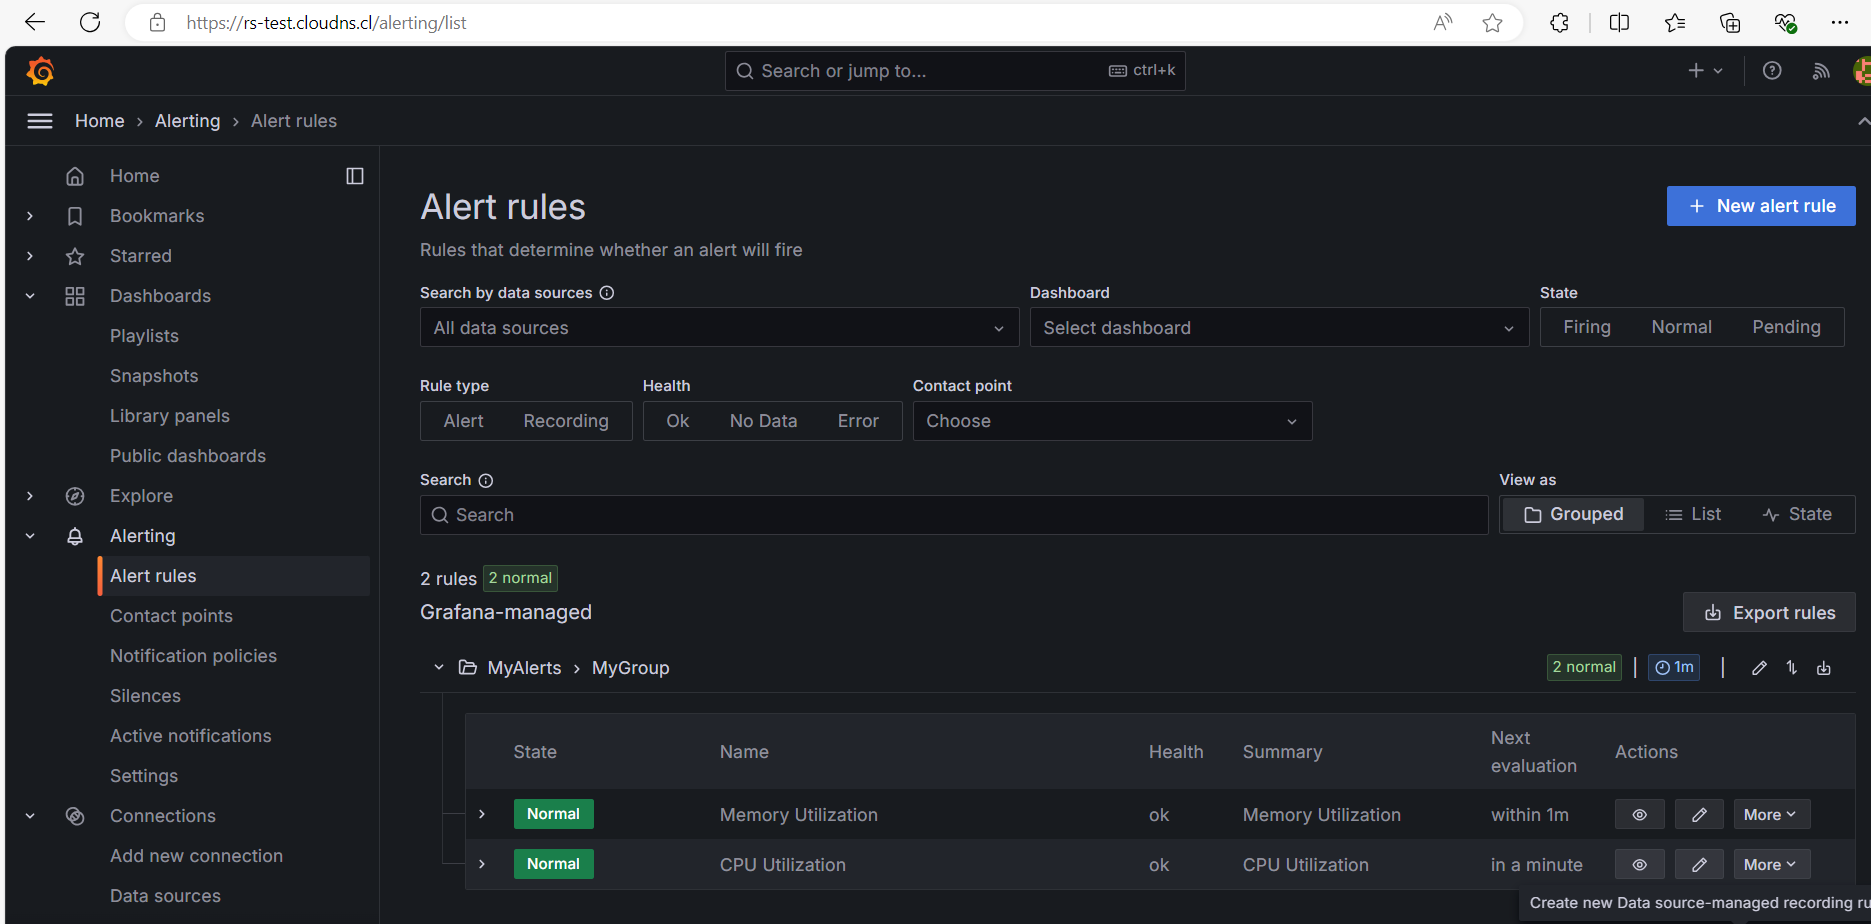 https://rs-test.cloudns.cl/alerting/list
Search or jump to... ctrl+k
Home › Alerting › Alert rules
Home
Bookmarks
Starred
Dashboards
Playlists
Snapshots
Library panels
Public dashboards
Explore
Alerting
Alert rules
Contact points
Notification policies
Silences
Active notifications
Settings
Connections
Add new connection
Data sources
Alert rules
New alert rule
Rules that determine whether an alert will fire
Search by data sources Dashboard State
All data sources Select dashboard Firing Normal Pending
Rule type Health Contact point
Alert Recording Ok No Data Error Choose
Search View as
Search Grouped List State
2 rules 2 normal
Grafana-managed Export rules
MyAlerts › MyGroup 2 normal | 1m |
State Name Health Summary Next evaluation Actions
Normal Memory Utilization ok Memory Utilization within 1m More
Normal CPU Utilization ok CPU Utilization in a minute More
Create new Data source-managed recording ru